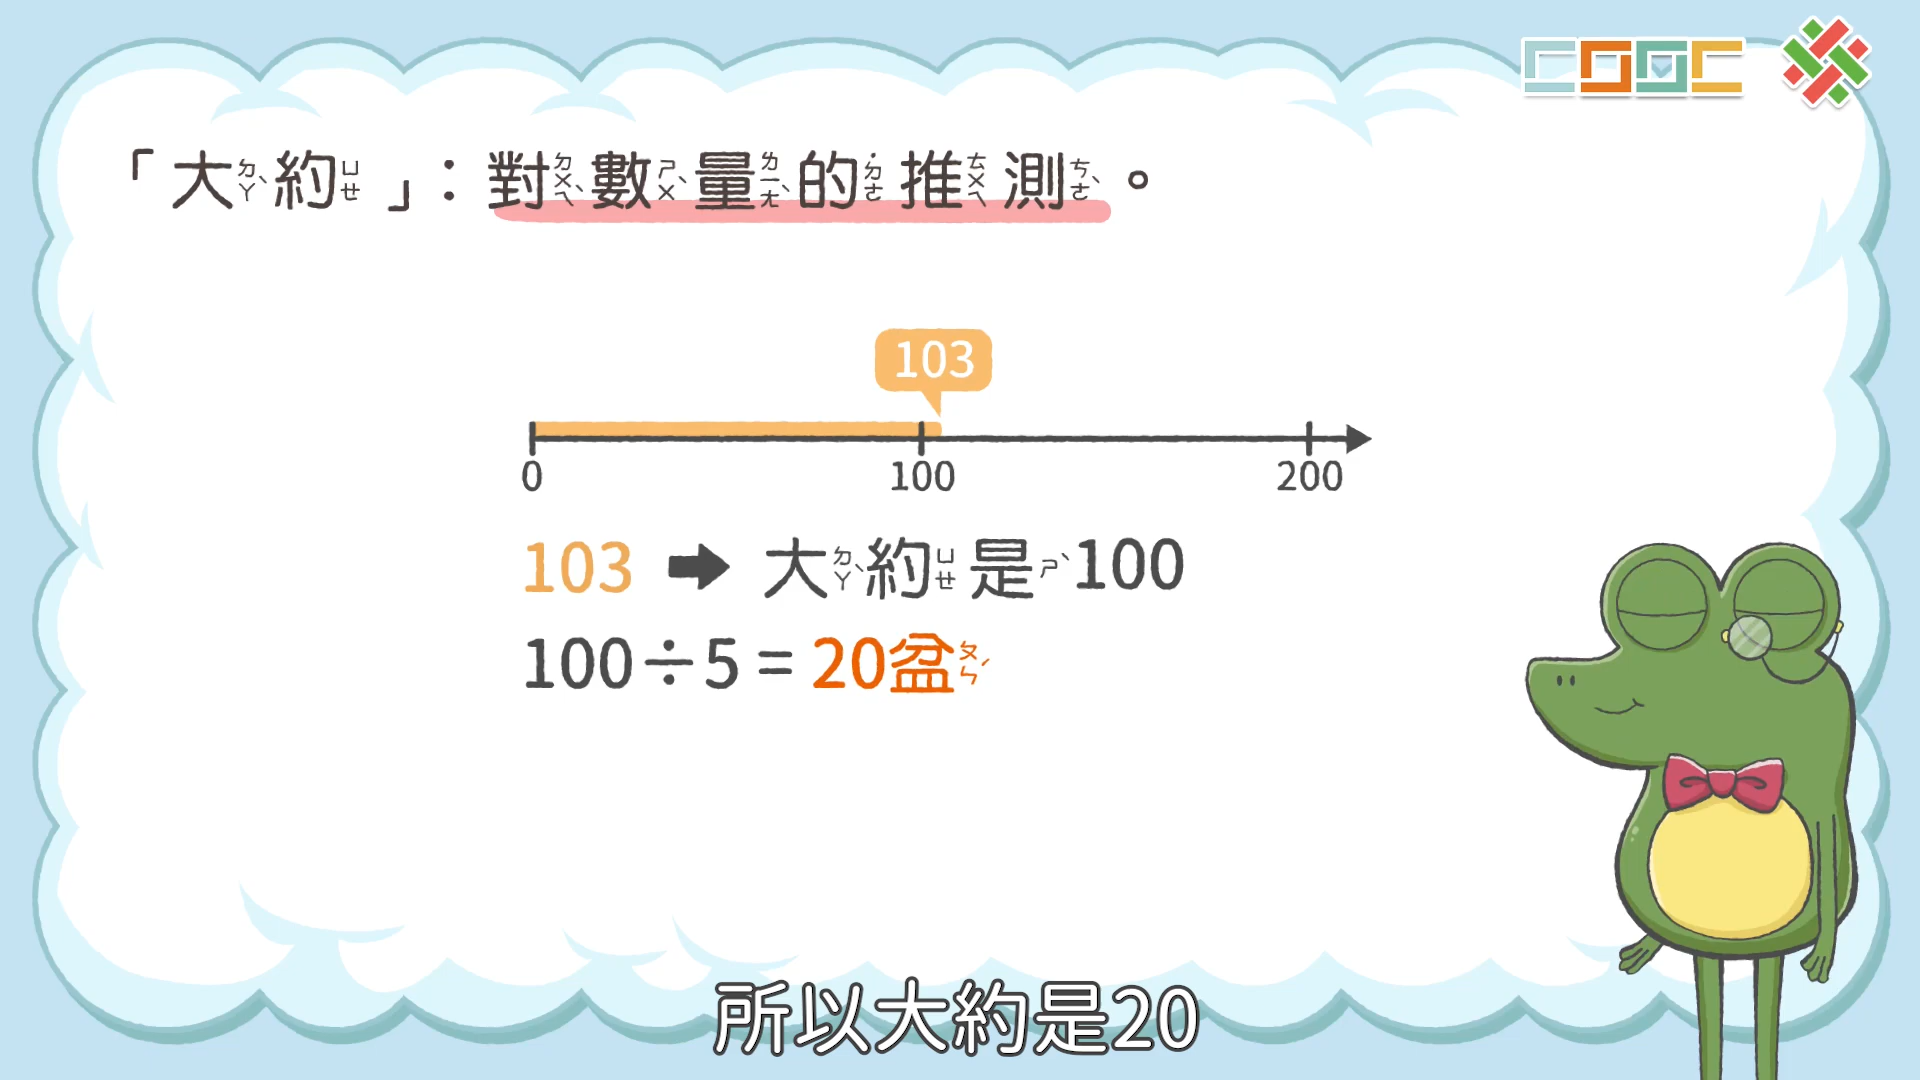 COOC
「大約」：對數量的推測。
103
0 100 200
103 ➡ 大約是100
100÷5=20盆
所以大約是20